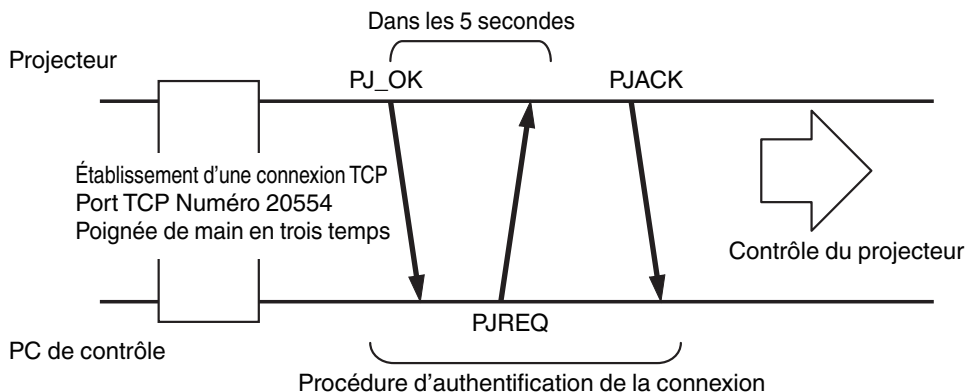 Dans les 5 secondes
Projecteur
PJ_OK
PJACK
Établissement d'une connexion TCP
Port TCP Numéro 20554
Poignée de main en trois temps
Contrôle du projecteur
PJREQ
PC de contrôle
Procédure d'authentification de la connexion